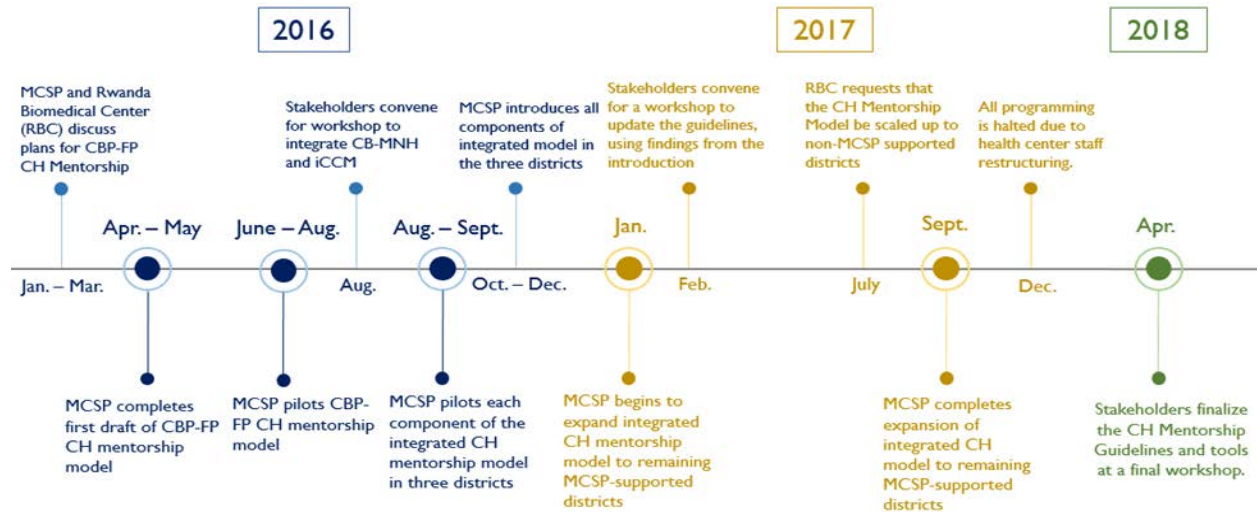 2016
2017
2018
MCSP and Rwanda
Biomedical Center
(RBC) discuss
plans for CBP-FP
CH Mentorship
Stakeholders convene
for workshop to
integrate CB-MNH
and iCCM
MCSP introduces all
components of
integrated model in
the three districts
Stakeholders convene
for a workshop to
update the guidelines,
using findings from the
introduction
RBC requests that
the CH Mentorship
Model be scaled up to
non-MCSP supported
districts
All programming
is halted due to
health center staff
restructuring.
Apr. – May
June – Aug.
Aug. – Sept.
Jan.
Sept.
Apr.
Jan. – Mar.
Aug.
Oct. – Dec.
Feb.
July
Dec.
MCSP completes
first draft of CBP-FP
CH mentorship
model
MCSP pilots CBP-
FP CH mentorship
model
MCSP pilots each
component of the
integrated CH
mentorship model
in three districts
MCSP begins to
expand integrated
CH mentorship
model to remaining
MCSP-supported
districts
MCSP completes
expansion of
integrated CH
model to remaining
MCSP-supported
districts
Stakeholders finalize
the CH Mentorship
Guidelines and tools
at a final workshop.